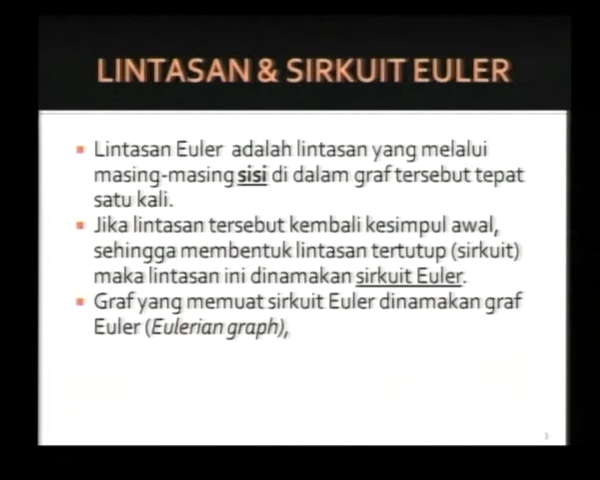 LINTASAN & SIRKUIT EULER
Lintasan Euler adalah lintasan yang melalui
masing-masing sisi di dalam graf tersebut tepat
satu kali.
Jika lintasan tersebut kembali kesimpul awal,
sehingga membentuk lintasan tertutup (sirkuit)
maka lintasan ini dinamakan sirkuit Euler.
Graf yang memuat sirkuit Euler dinamakan graf
Euler (Eulerian graph),
3